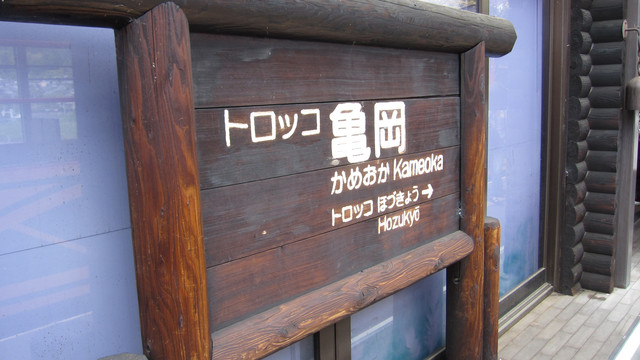 トロッコ 亀岡
かめおか Kameoka
トロッコ ほづきょう→
Hozukyō